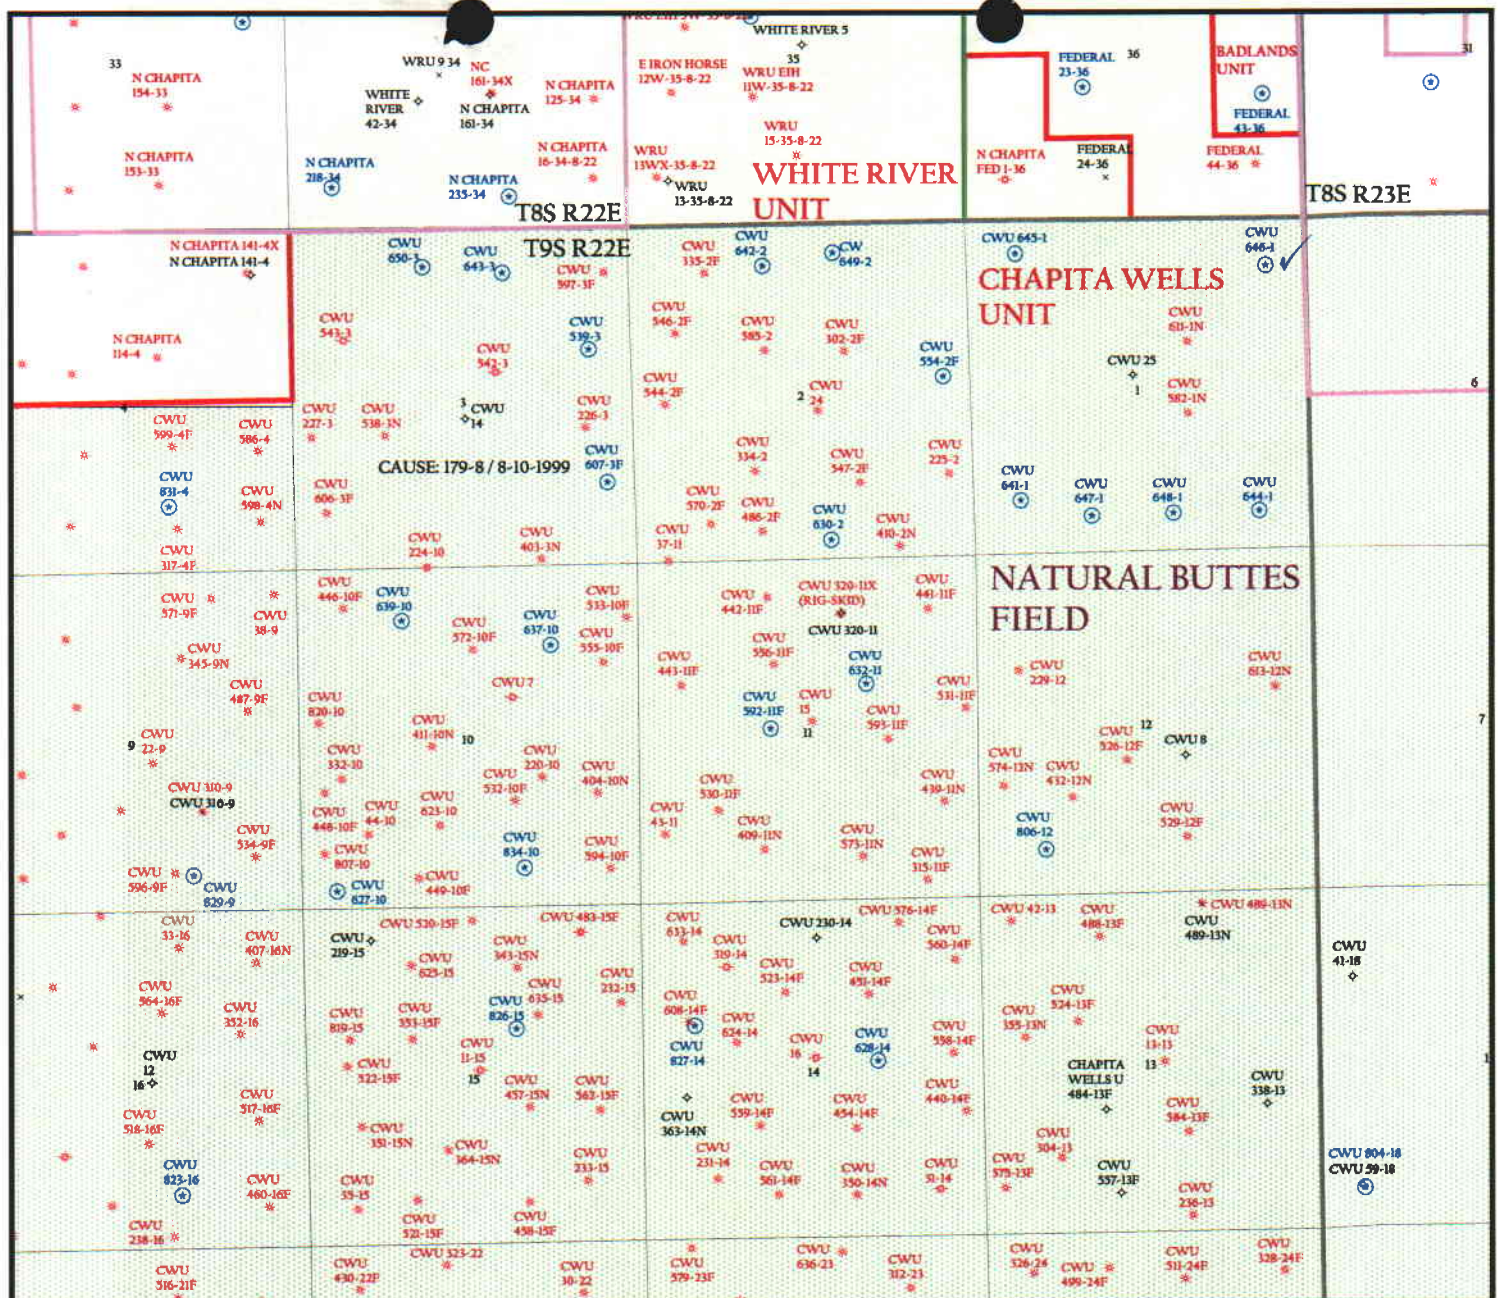 33
N CHAPITA
154-33
N CHAPITA
153-33
WRU 9 34
WHITE
RIVER
42-34
NC
161-34X
N CHAPITA
161-34
N CHAPITA
125-34
N CHAPITA
16-34-8-22
N CHAPITA
218-34
N CHAPITA
235-34
T8S R22E
WHITE RIVER 5
35
E IRON HORSE
12W-35-8-22
WRU EIH
11W-35-8-22
WRU
15-35-8-22
WRU
13WX-35-8-22
WRU
13-35-8-22
WHITE RIVER
UNIT
FEDERAL
23-36
36
BADLANDS
UNIT
FEDERAL
43-36
N CHAPITA
FED 1-36
FEDERAL
24-36
FEDERAL
44-36
31
T8S R23E
N CHAPITA 141-4X
N CHAPITA 141-4
N CHAPITA
114-4
4
CWU
650-3
CWU
643-3
T9S R22E
CWU
597-3F
CWU
543-3
CWU
542-3
CWU
539-3
CWU
227-3
CWU
538-3N
3
CWU
14
CWU
226-3
CAUSE: 179-8 / 8-10-1999
CWU
607-3F
CWU
606-3F
CWU
224-10
CWU
403-3N
CWU
335-2F
CWU
642-2
CW
649-2
CWU
546-2F
CWU
585-2
CWU
302-2F
CWU
554-2F
CWU
544-2F
2
CWU
24
CWU
334-2
CWU
547-2F
CWU
225-2
CWU
570-2F
CWU
486-2F
CWU
630-2
CWU
410-2N
CWU
37-11
CWU 645-1
CWU
646-1
CHAPITA WELLS
UNIT
CWU
611-1N
CWU 25
1
CWU
582-1N
CWU
641-1
CWU
647-1
CWU
648-1
CWU
644-1
6
CWU
599-4F
CWU
586-4
CWU
831-4
CWU
598-4N
CWU
317-4F
CWU
571-9F
CWU
38-9
CWU
345-9N
CWU
487-9F
9
CWU
22-9
CWU 310-9
CWU 310-9
CWU
534-9F
CWU
596-9F
CWU
829-9
CWU
446-10F
CWU
639-10
CWU
572-10F
CWU
637-10
CWU
533-10F
CWU
555-10F
CWU 7
CWU
820-10
CWU
411-10N
10
CWU
332-10
CWU
532-10F
CWU
220-10
CWU
404-10N
CWU
448-10F
CWU
44-10
CWU
623-10
CWU
807-10
CWU
834-10
CWU
594-10F
CWU
627-10
CWU
449-10F
CWU
442-11F
CWU 320-11X
(RIG-SKID)
CWU 320-11
CWU
441-11F
CWU
443-11F
CWU
556-11F
CWU
632-11
CWU
592-11F
CWU
15
11
CWU
593-11F
CWU
531-11F
CWU
530-11F
CWU
439-11N
CWU
43-11
CWU
409-11N
CWU
573-11N
CWU
315-11F
NATURAL BUTTES
FIELD
CWU
229-12
CWU
613-12N
12
CWU
526-12F
CWU 8
CWU
574-12N
CWU
432-12N
CWU
806-12
CWU
529-12F
7
CWU
33-16
CWU
407-16N
CWU
564-16F
CWU
352-16
CWU
12
16
CWU
517-16F
CWU
518-16F
CWU
823-16
CWU
460-16F
CWU
238-16
CWU 520-15F
CWU
219-15
CWU 483-15F
CWU
343-15N
CWU
625-15
CWU
635-15
CWU
232-15
CWU
819-15
CWU
353-15F
CWU
826-15
CWU
11-15
15
CWU
522-15F
CWU
457-15N
CWU
562-15F
CWU
351-15N
CWU
364-15N
CWU
233-15
CWU
35-15
CWU
521-15F
CWU
458-15F
CWU
633-14
CWU 230-14
CWU 576-14F
CWU
319-14
CWU
560-14F
CWU
523-14F
CWU
451-14F
CWU
608-14F
CWU
624-14
CWU
827-14
CWU
16
14
CWU
628-14
CWU
558-14F
CWU
363-14N
CWU
559-14F
CWU
454-14F
CWU
440-14F
CWU
231-14
CWU
561-14F
CWU
350-14N
CWU
31-14
CWU 42-13
CWU
488-13F
CWU 489-13N
CWU
489-13N
CWU
524-13F
CWU
355-13N
CWU
13-13
13
CHAPITA
WELLS U
484-13F
CWU
338-13
CWU
584-13F
CWU
304-13
CWU
575-13F
CWU
557-13F
CWU
236-13
CWU
41-18
1
CWU 804-18
CWU 59-18
CWU
516-21F
CWU
430-22F
CWU 323-22
CWU
30-22
CWU
579-23F
CWU
636-23
CWU
312-23
CWU
326-24
CWU
499-24F
CWU
511-24F
CWU
328-24F